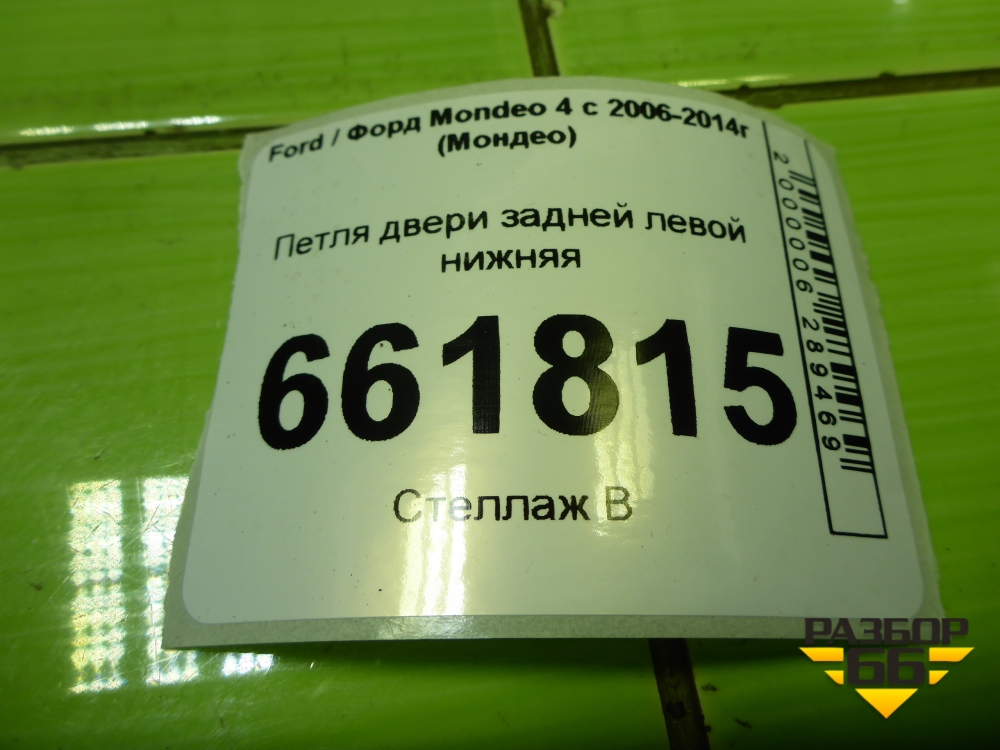 Ford / Форд Mondeo 4 с 2006-2014г
(Мондео)
Петля двери задней левой
нижняя
661815
Стеллаж В
2000006289469
РАЗБОР
66